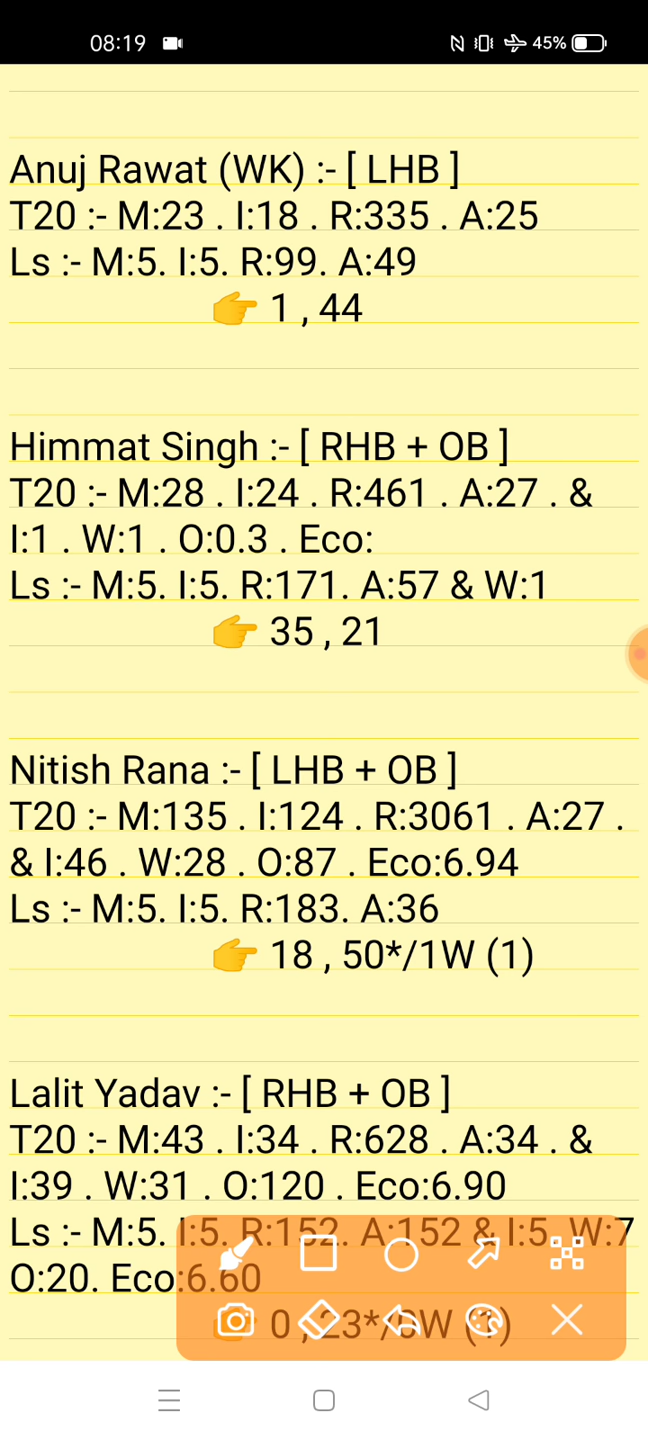 08:19
45%
Anuj Rawat (WK) :- [ LHB ]
T20 :- M:23 . I:18 . R:335 . A:25
Ls :- M:5. I:5. R:99. A:49
👉 1 , 44
Himmat Singh :- [ RHB + OB ]
T20 :- M:28 . I:24 . R:461 . A:27 . &
I:1 . W:1 . O:0.3 . Eco:
Ls :- M:5. I:5. R:171. A:57 & W:1
👉 35 , 21
Nitish Rana :- [ LHB + OB ]
T20 :- M:135 . I:124 . R:3061 . A:27 .
& I:46 . W:28 . O:87 . Eco:6.94
Ls :- M:5. I:5. R:183. A:36
👉 18 , 50*/1W (1)
Lalit Yadav :- [ RHB + OB ]
T20 :- M:43 . I:34 . R:628 . A:34 . &
I:39 . W:31 . O:120 . Eco:6.90
Ls :- M:5. I:5. R:152. A:152 & I:5. W:7
O:20. Eco:6.60
0 , 23*/0W (1)